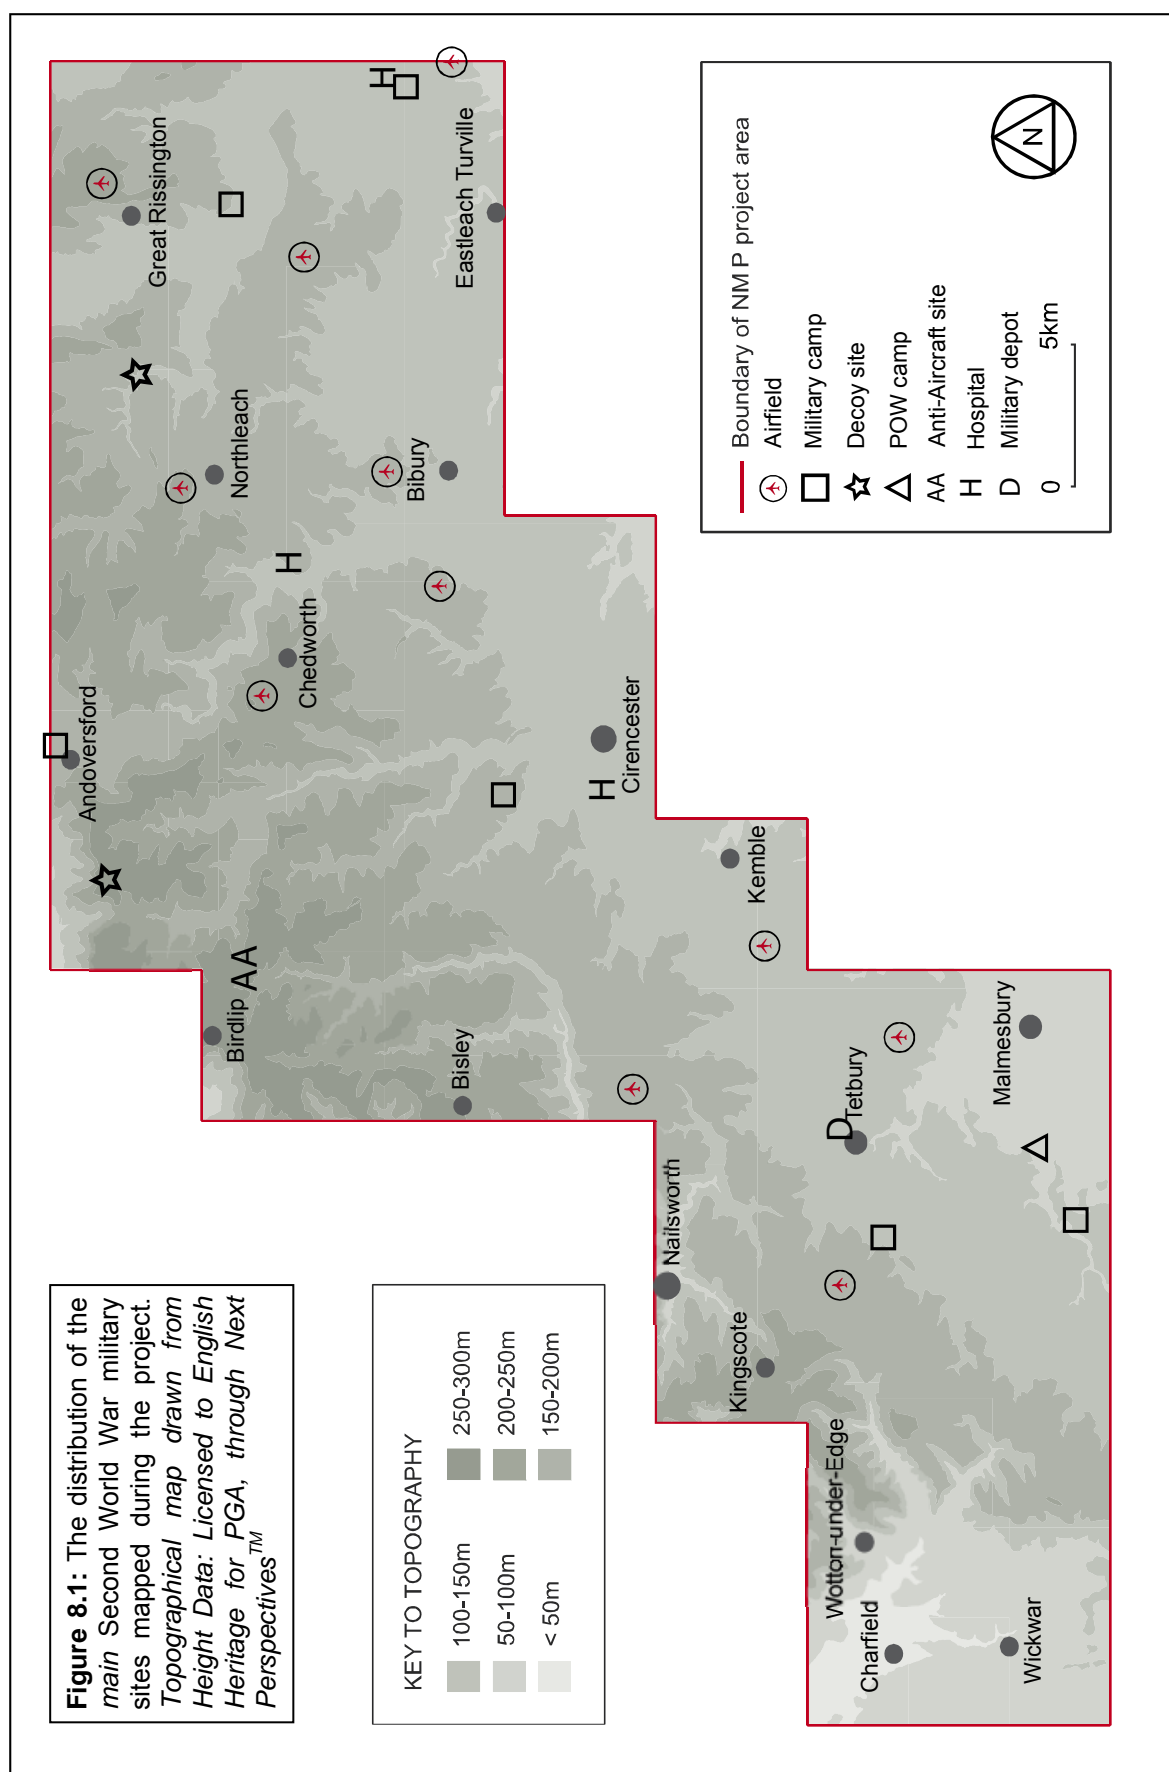 Figure 8.1: The distribution of the
main Second World War military
sites mapped during the project.
Topographical map drawn from
Height Data: Licensed to English
Heritage for PGA, through Next
Perspectives™
KEY TO TOPOGRAPHY
100-150m
250-300m
50-100m
200-250m
< 50m
150-200m
Andoversford
Great Rissington
Northleach
Birdlip
AA
H
Chedworth
H
Bibury
Eastleach Turville
Bisley
H
Cirencester
Nailsworth
Kemble
Kingscote
D
Tetbury
Wotton-under-Edge
Charfield
Malmesbury
Wickwar
Boundary of NMP project area
Airfield
Military camp
Decoy site
POW camp
AA Anti-Aircraft site
H Hospital
D Military depot
0 5km
N